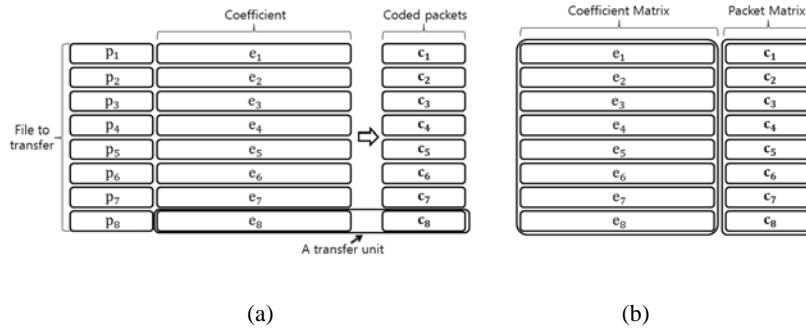 Coefficient
Coded packets
File to
transfer
p₁ e₁ c₁
p₂ e₂ c₂
p₃ e₃ c₃
p₄ e₄ c₄
p₅ e₅ c₅
p₆ e₆ c₆
p₇ e₇ c₇
p₈ e₈ c₈
A transfer unit
(a)
Coefficient Matrix
Packet Matrix
e₁ c₁
e₂ c₂
e₃ c₃
e₄ c₄
e₅ c₅
e₆ c₆
e₇ c₇
e₈ c₈
(b)